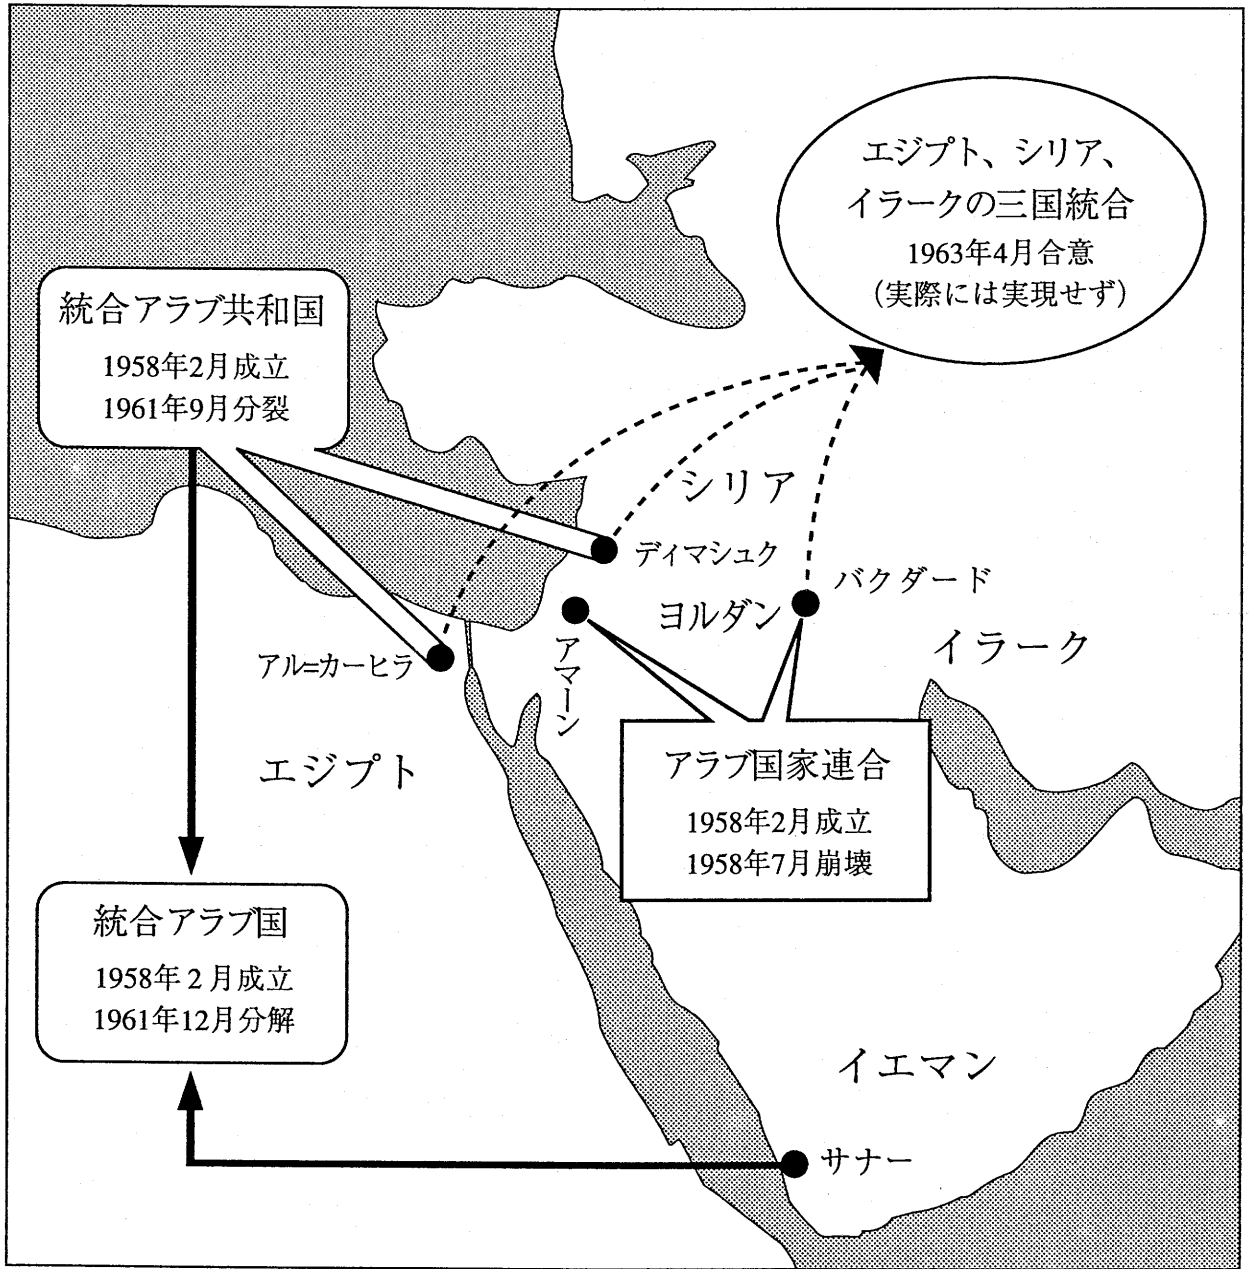 エジプト、シリア、
イラークの三国統合
1963年4月合意
(実際には実現せず)
統合アラブ共和国
1958年2月成立
1961年9月分裂
シリア
ディマシュク
バクダード
ヨルダン
イラーク
アル=カーヒラ
アマーン
エジプト
アラブ国家連合
1958年2月成立
1958年7月崩壊
統合アラブ国
1958年2月成立
1961年12月分解
イエマン
サナー